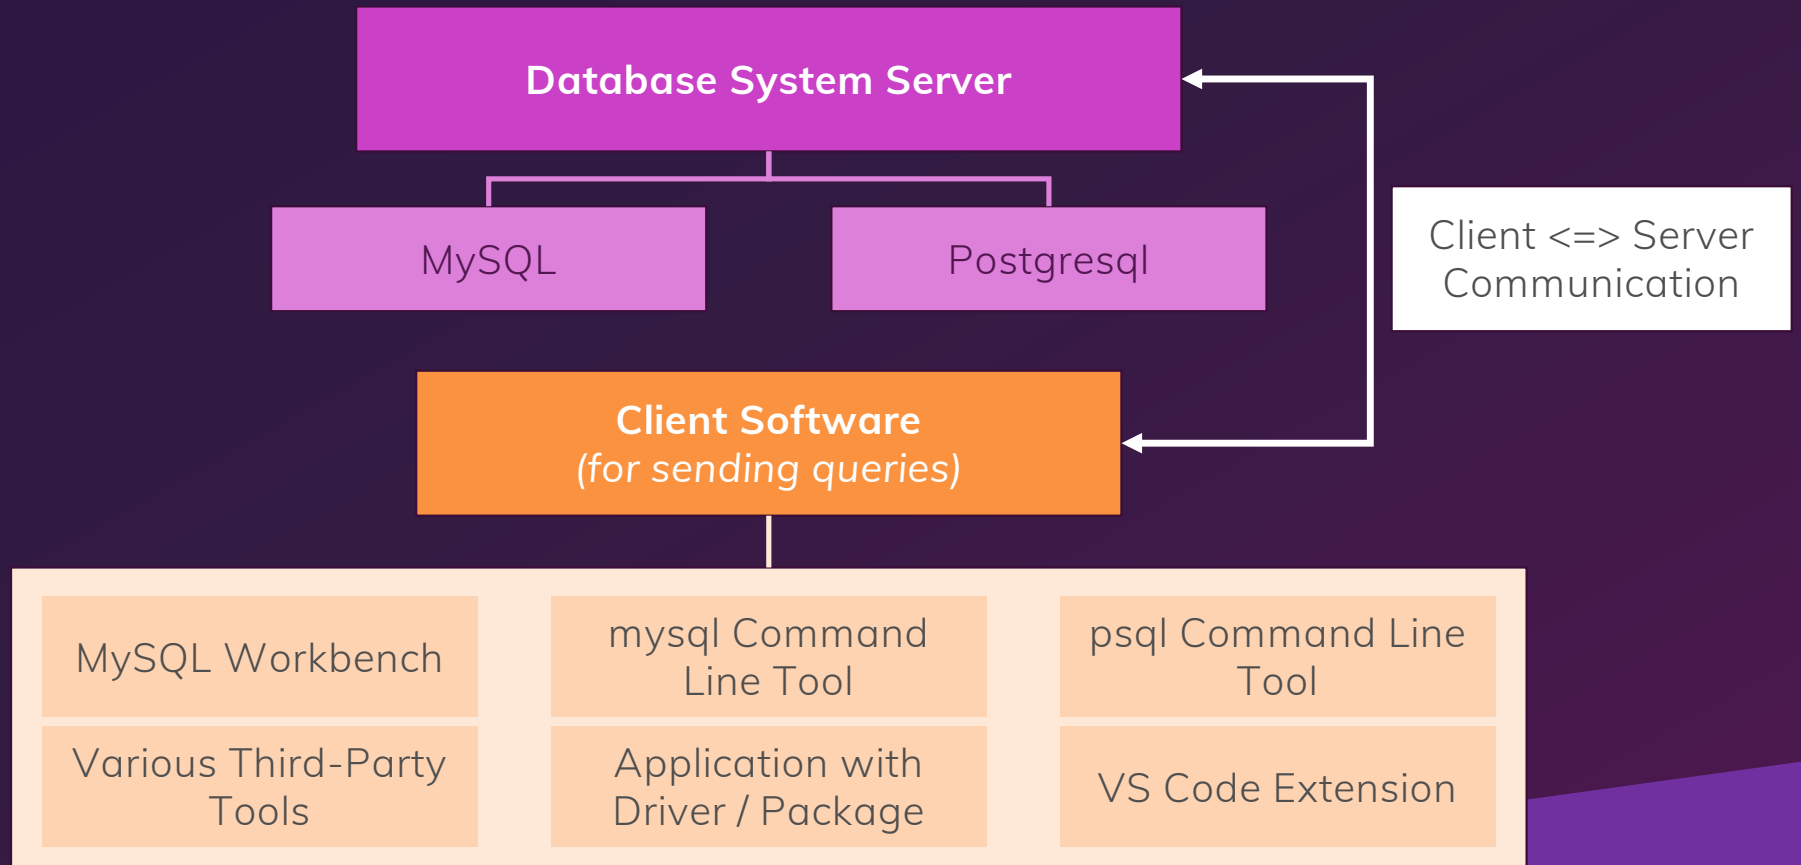 Database System Server
MySQL
Postgresql
Client <=> Server
Communication
Client Software
(for sending queries)
MySQL Workbench
mysql Command
Line Tool
psql Command Line
Tool
Various Third-Party
Tools
Application with
Driver / Package
VS Code Extension